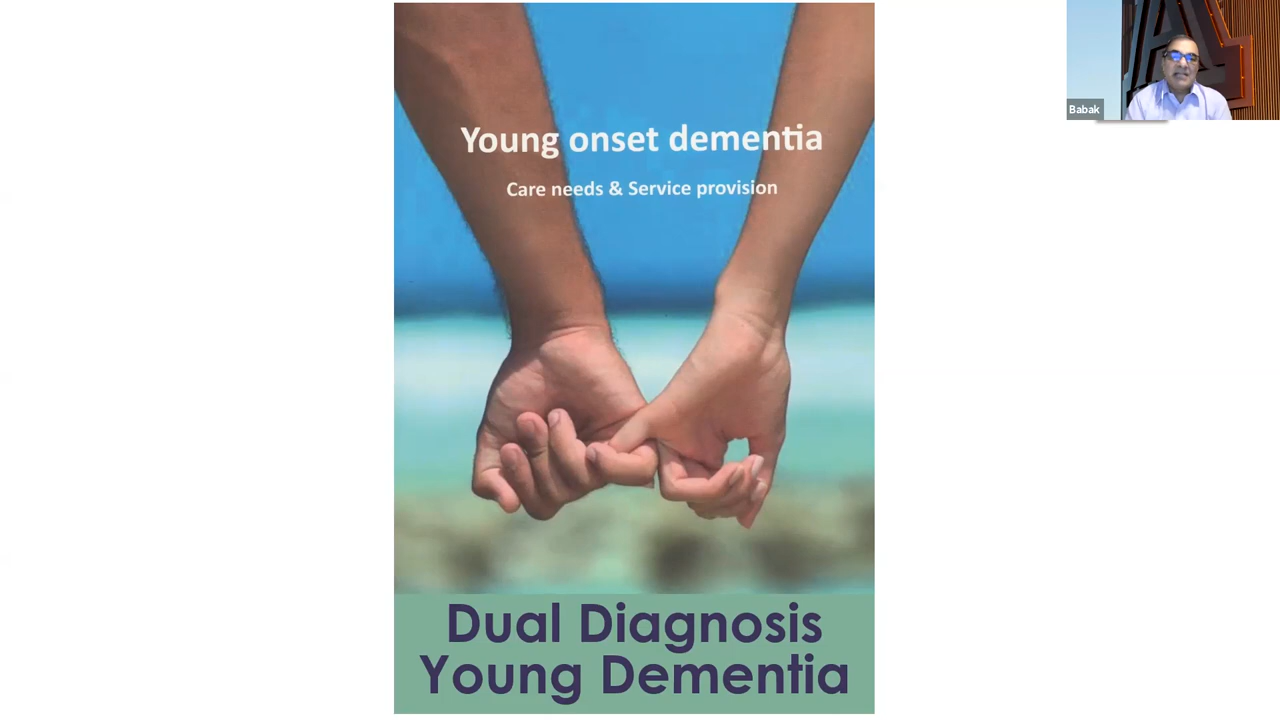 Young onset dementia
Care needs & Service provision
Dual Diagnosis
Young Dementia
Babak